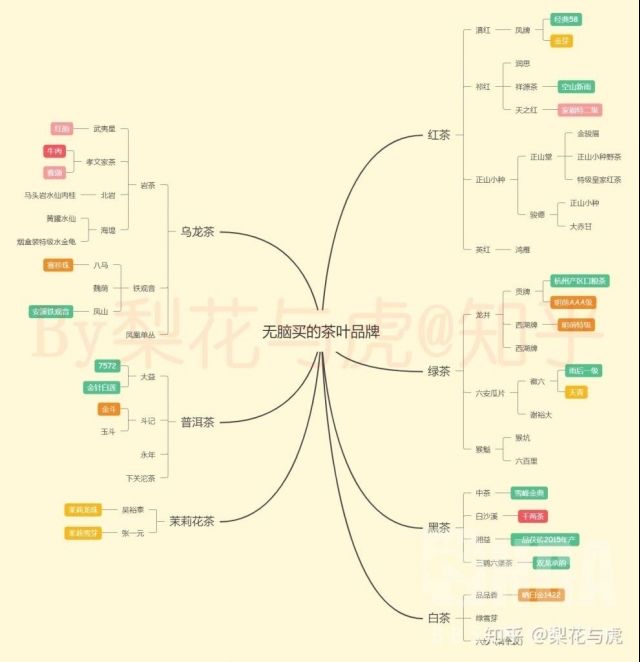 无脑买的茶叶品牌
红茶
滇红
凤牌
经典58
金芽
祁红
润思
祥源茶
空山新雨
天之红
安徽特二级
正山小种
正山堂
金骏眉
正山小种野茶
特级皇家红茶
骏德
正山小种
大赤甘
英红
鸿雁
绿茶
龙井
贡牌
杭州产区口粮茶
明前AAA级
西湖牌
明前特级
西湖牌
六安瓜片
徽六
雨后一级
天青
谢裕大
猴魁
猴坑
六百里
黑茶
中茶
窖峰金典
白沙溪
千两茶
湘益
一品茯砖2015年产
三鹤六堡茶
双龙承韵
白茶
品品香
晒白金1422
绿雪芽
乌龙茶
岩茶
武夷星
红韵
孝文家茶
牛肉
北岩
马头岩水仙肉桂
海堤
黄罐水仙
烟盒装特级水金龟
铁观音
八马
赛珍珠
魏荫
凤山
安溪铁观音
凤凰单丛
普洱茶
大益
7572
金针白莲
斗记
金斗
玉斗
永年
下关沱茶
茉莉花茶
吴裕泰
茉莉龙珠
张一元
茉莉雪芽
By梨花与虎@知乎
知乎 @梨花与虎